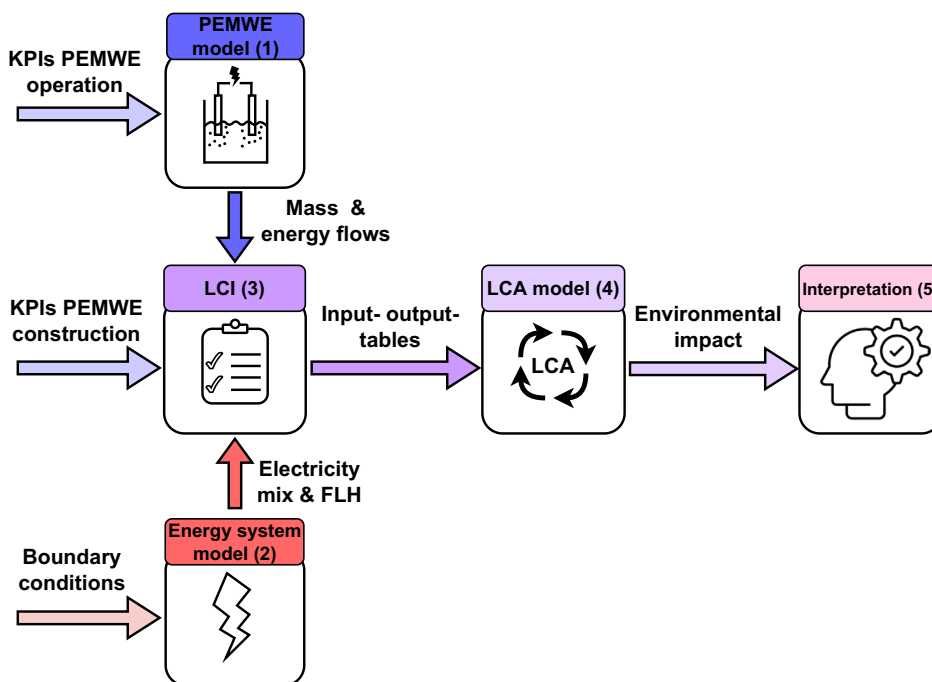 PEMWE
model (1)
KPIs PEMWE
operation
Mass &
energy flows
LCI (3)
KPIs PEMWE
construction
Input- output-
tables
LCA model (4)
LCA
Environmental
impact
Interpretation (5
Electricity
mix & FLH
Energy system
model (2)
Boundary
conditions